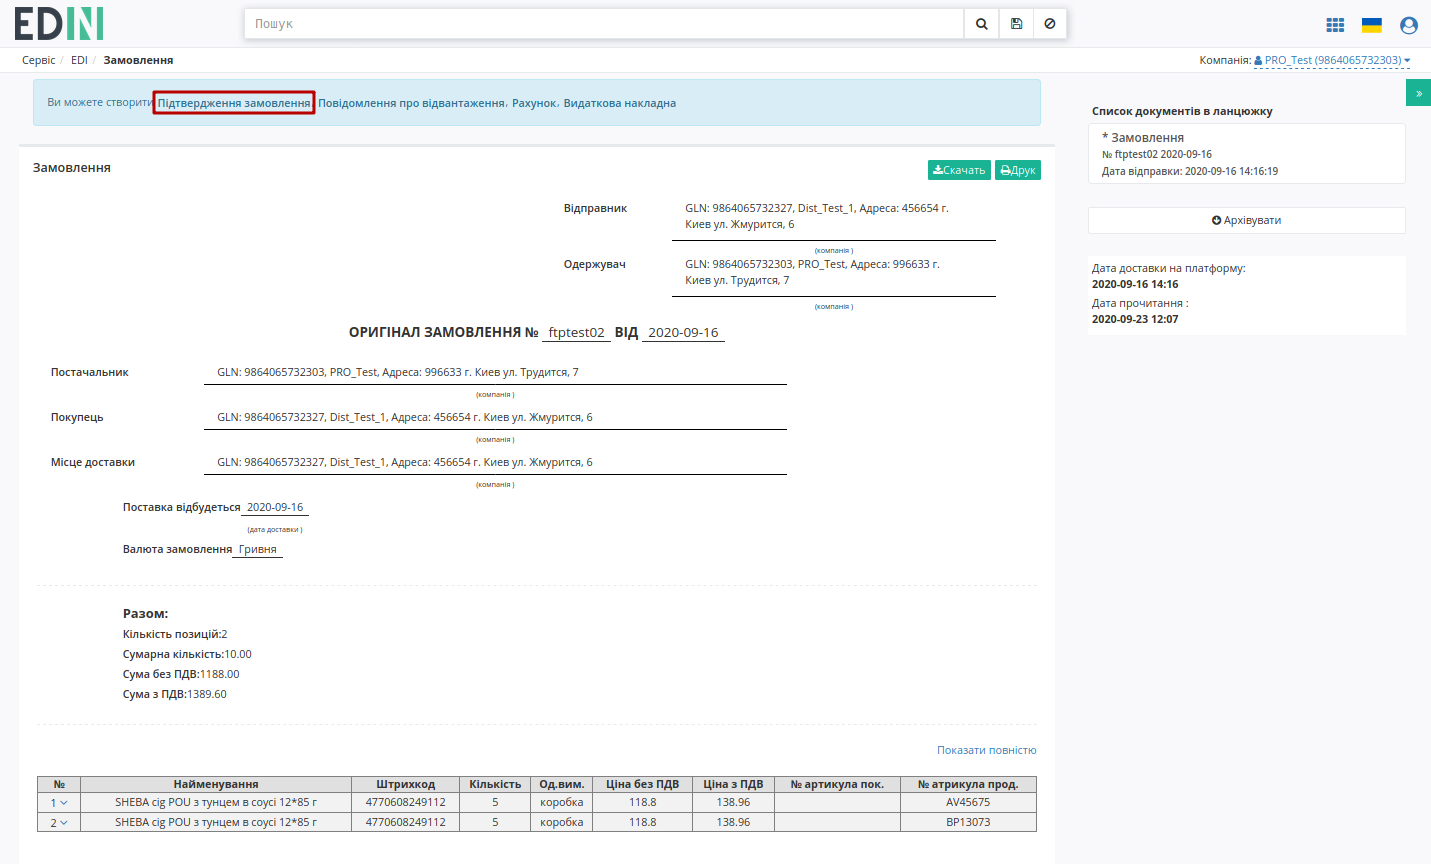 EDIN
Пошук
Сервіс / EDI / Замовлення
Компанія: PRO_Test (9864065732303)
Ви можете створити Підтвердження замовлення, Повідомлення про відвантаження, Рахунок, Видаткова накладна
»
Список документів в ланцюжку
* Замовлення
№ ftptest02 2020-09-16
Дата відправки: 2020-09-16 14:16:19
Архівувати
Дата доставки на платформу:
2020-09-16 14:16
Дата прочитання :
2020-09-23 12:07
Замовлення
Скачать Друк
Відправник GLN: 9864065732327, Dist_Test_1, Адреса: 456654 г.
Киев ул. Жмурится, 6
(компанія )
Одержувач GLN: 9864065732303, PRO_Test, Адреса: 996633 г.
Киев ул. Трудится, 7
(компанія )
ОРИГІНАЛ ЗАМОВЛЕННЯ № ftptest02 ВІД 2020-09-16
Постачальник GLN: 9864065732303, PRO_Test, Адреса: 996633 г. Киев ул. Трудится, 7
(компанія )
Покупець GLN: 9864065732327, Dist_Test_1, Адреса: 456654 г. Киев ул. Жмурится, 6
(компанія )
Місце доставки GLN: 9864065732327, Dist_Test_1, Адреса: 456654 г. Киев ул. Жмурится, 6
(компанія )
Поставка відбудеться 2020-09-16
(дата доставки )
Валюта замовлення Гривня
Разом:
Кількість позицій:2
Сумарна кількість:10.00
Сума без ПДВ:1188.00
Сума з ПДВ:1389.60
Показати повністю
№ Найменування Штрихкод Кількість Од.вим. Ціна без ПДВ Ціна з ПДВ № артикула пок. № атрикула прод.
1 SHEBA cig POU з тунцем в соусі 12*85 г 4770608249112 5 коробка 118.8 138.96 AV45675
2 SHEBA cig POU з тунцем в соусі 12*85 г 4770608249112 5 коробка 118.8 138.96 BP13073